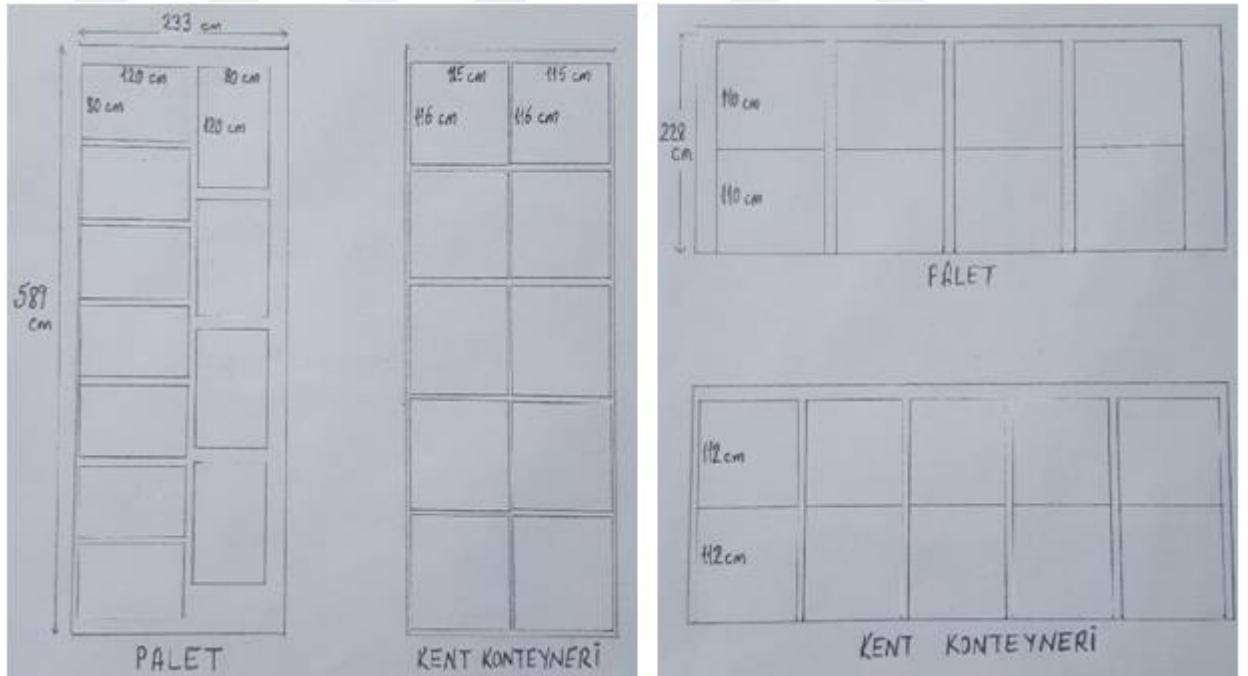 233 cm
120 cm
80 cm
80 cm
120 cm
589
cm
PALET
115 cm
115 cm
116 cm
116 cm
KENT KONTEYNERİ
228
cm
110 cm
110 cm
PALET
112 cm
112 cm
KENT KONTEYNERİ